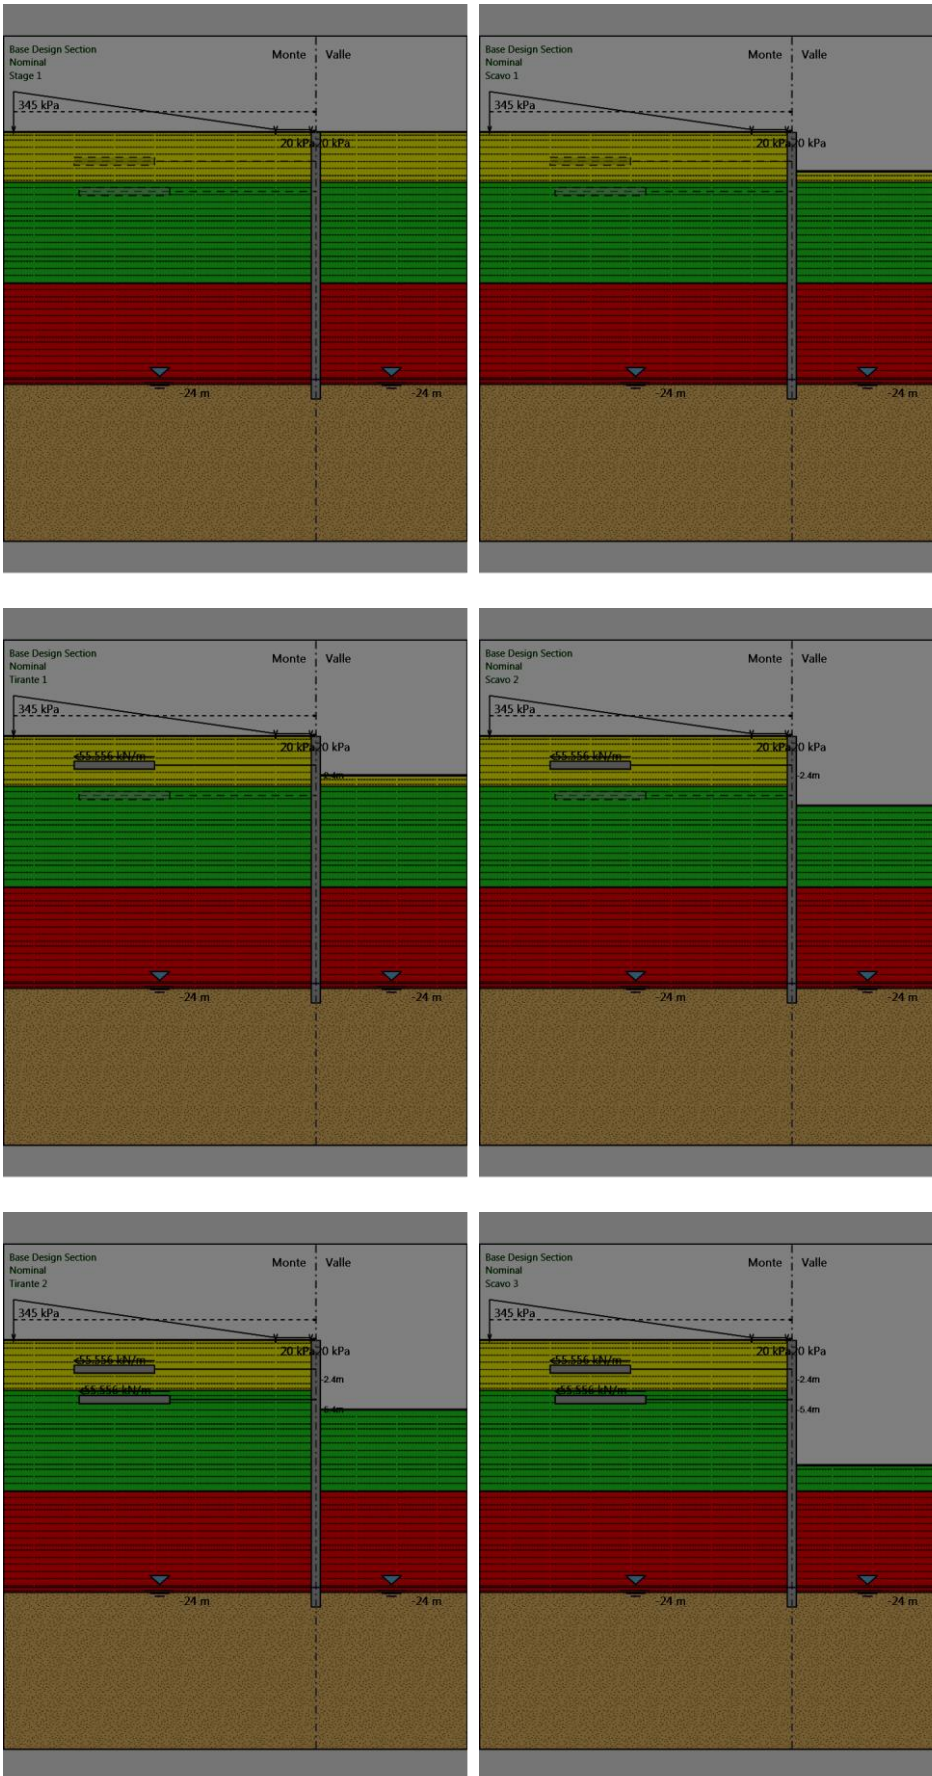 Base Design Section
Nominal
Stage 1
Monte
Valle
345 kPa
20 kPa
0 kPa
-24 m
-24 m
Base Design Section
Nominal
Scavo 1
Monte
Valle
345 kPa
20 kPa
0 kPa
-24 m
-24 m
Base Design Section
Nominal
Tirante 1
Monte
Valle
345 kPa
20 kPa
0 kPa
55.556 kN/m
-2.4m
-24 m
-24 m
Base Design Section
Nominal
Scavo 2
Monte
Valle
345 kPa
20 kPa
0 kPa
55.556 kN/m
-2.4m
-24 m
-24 m
Base Design Section
Nominal
Tirante 2
Monte
Valle
345 kPa
20 kPa
0 kPa
55.556 kN/m
-2.4m
55.556 kN/m
-5.4m
-24 m
-24 m
Base Design Section
Nominal
Scavo 3
Monte
Valle
345 kPa
20 kPa
0 kPa
55.556 kN/m
-2.4m
55.556 kN/m
-5.4m
-24 m
-24 m